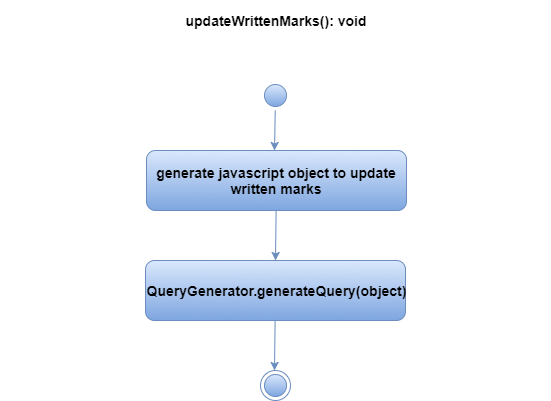 updateWrittenMarks(): void
generate javascript object to update
written marks
QueryGenerator.generateQuery(object)